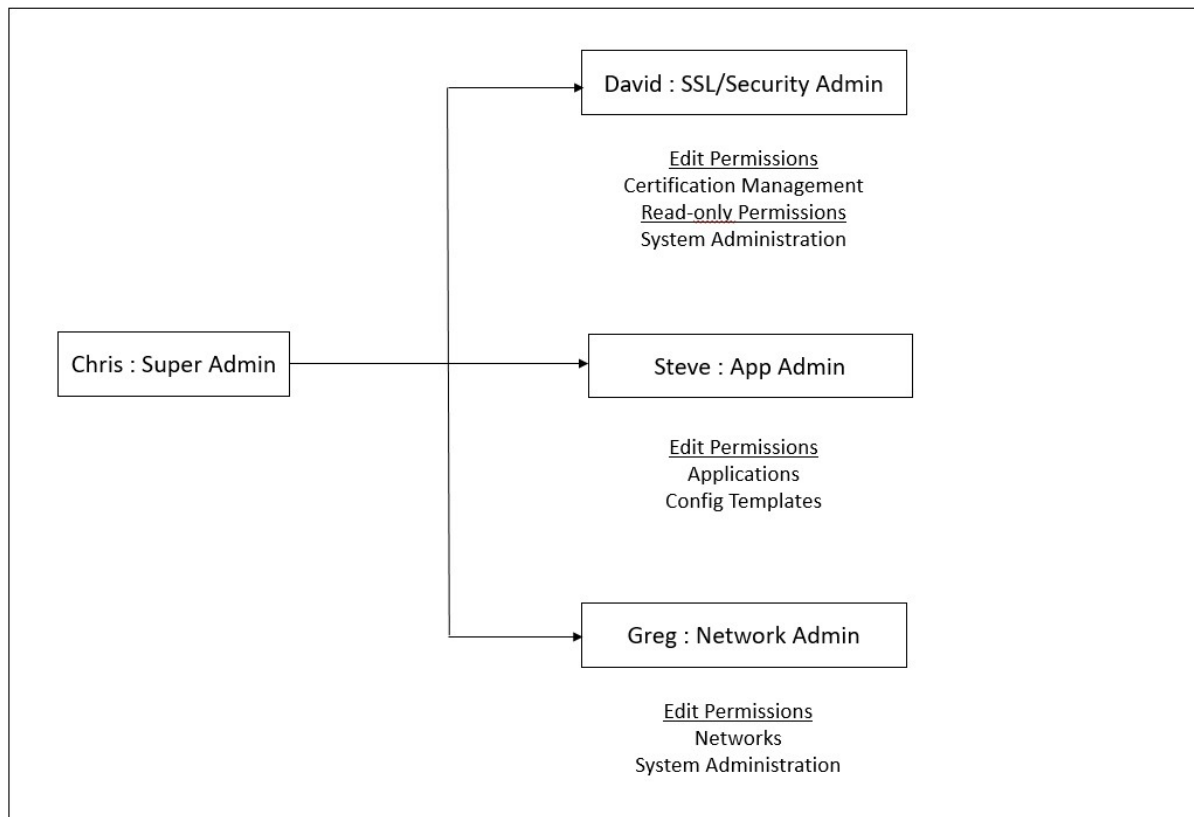 David : SSL/Security Admin
Edit Permissions
Certification Management
Read-only Permissions
System Administration
Chris : Super Admin
Steve : App Admin
Edit Permissions
Applications
Config Templates
Greg : Network Admin
Edit Permissions
Networks
System Administration